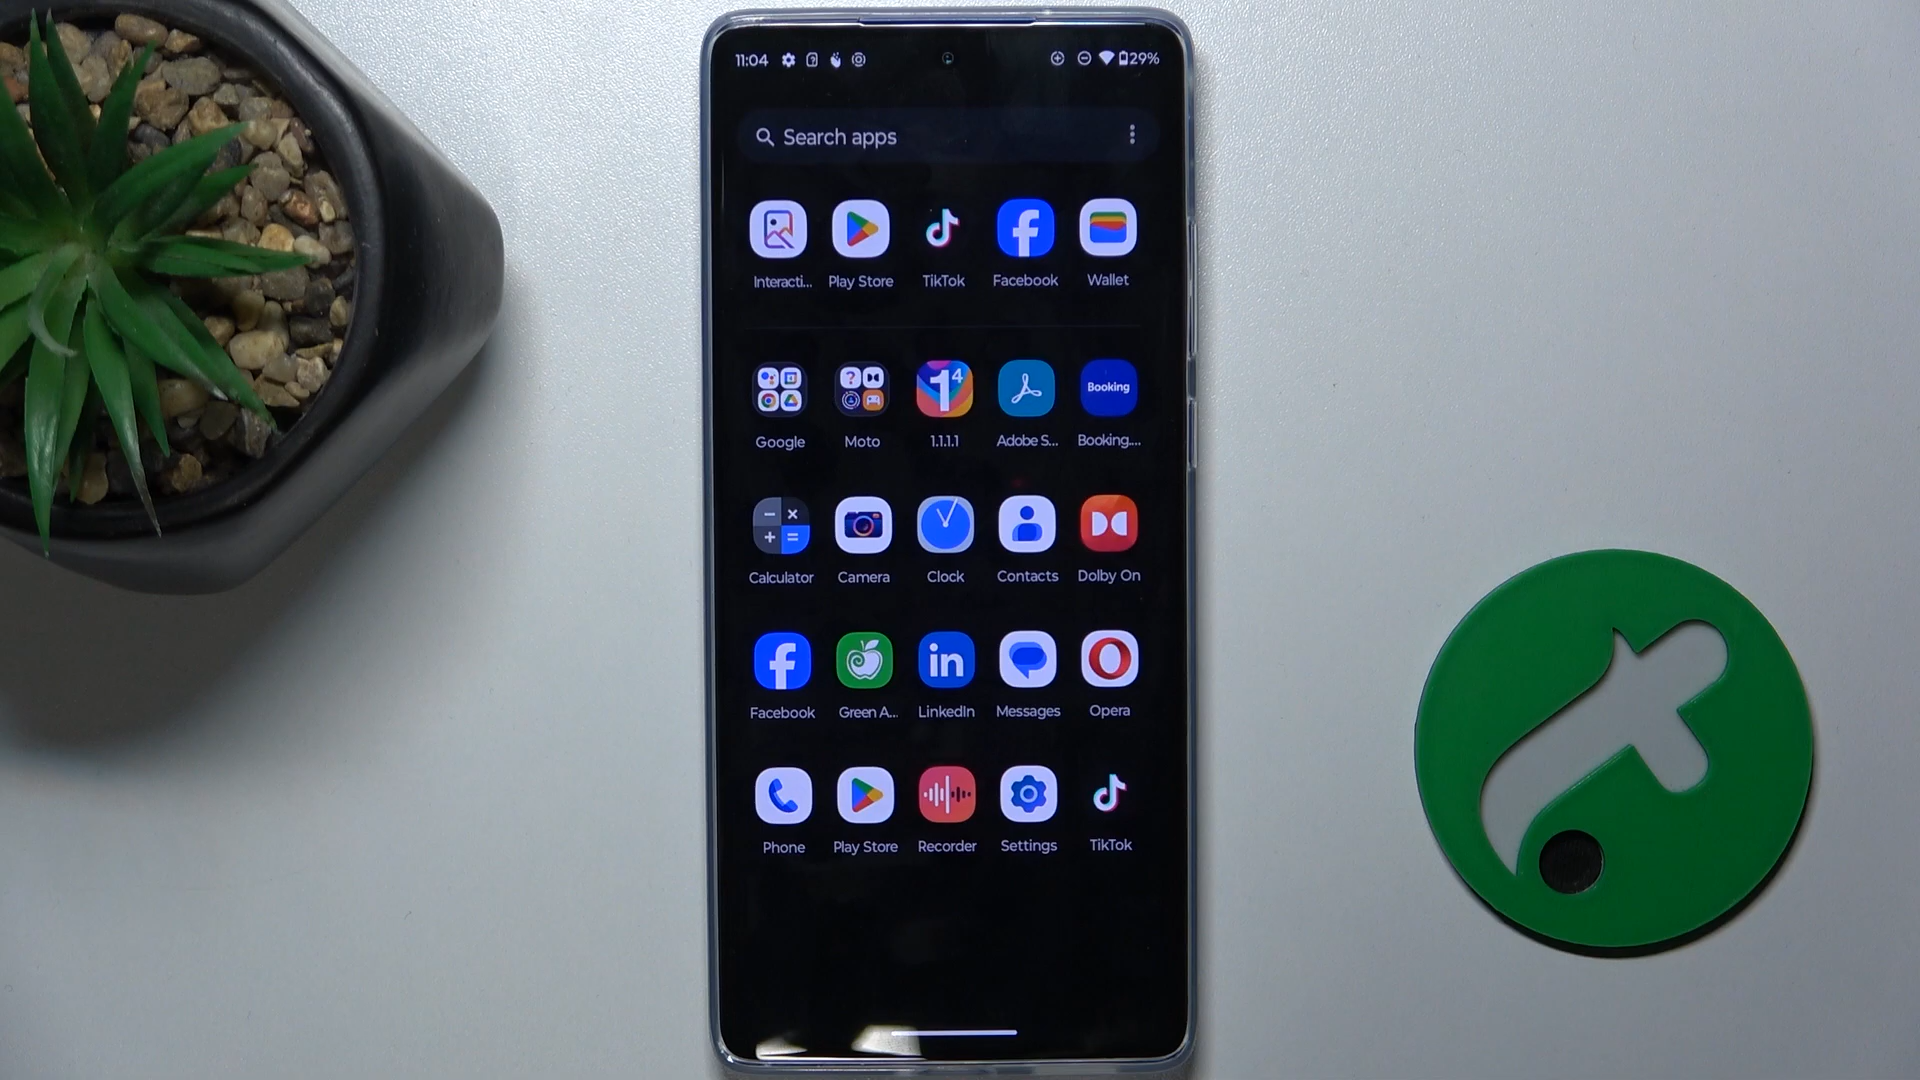 11:04 29%
Search apps
Interacti... Play Store TikTok Facebook Wallet
Google Moto 1.1.1.1 Adobe S... Booking....
Calculator Camera Clock Contacts Dolby On
Facebook Green A... LinkedIn Messages Opera
Phone Play Store Recorder Settings TikTok